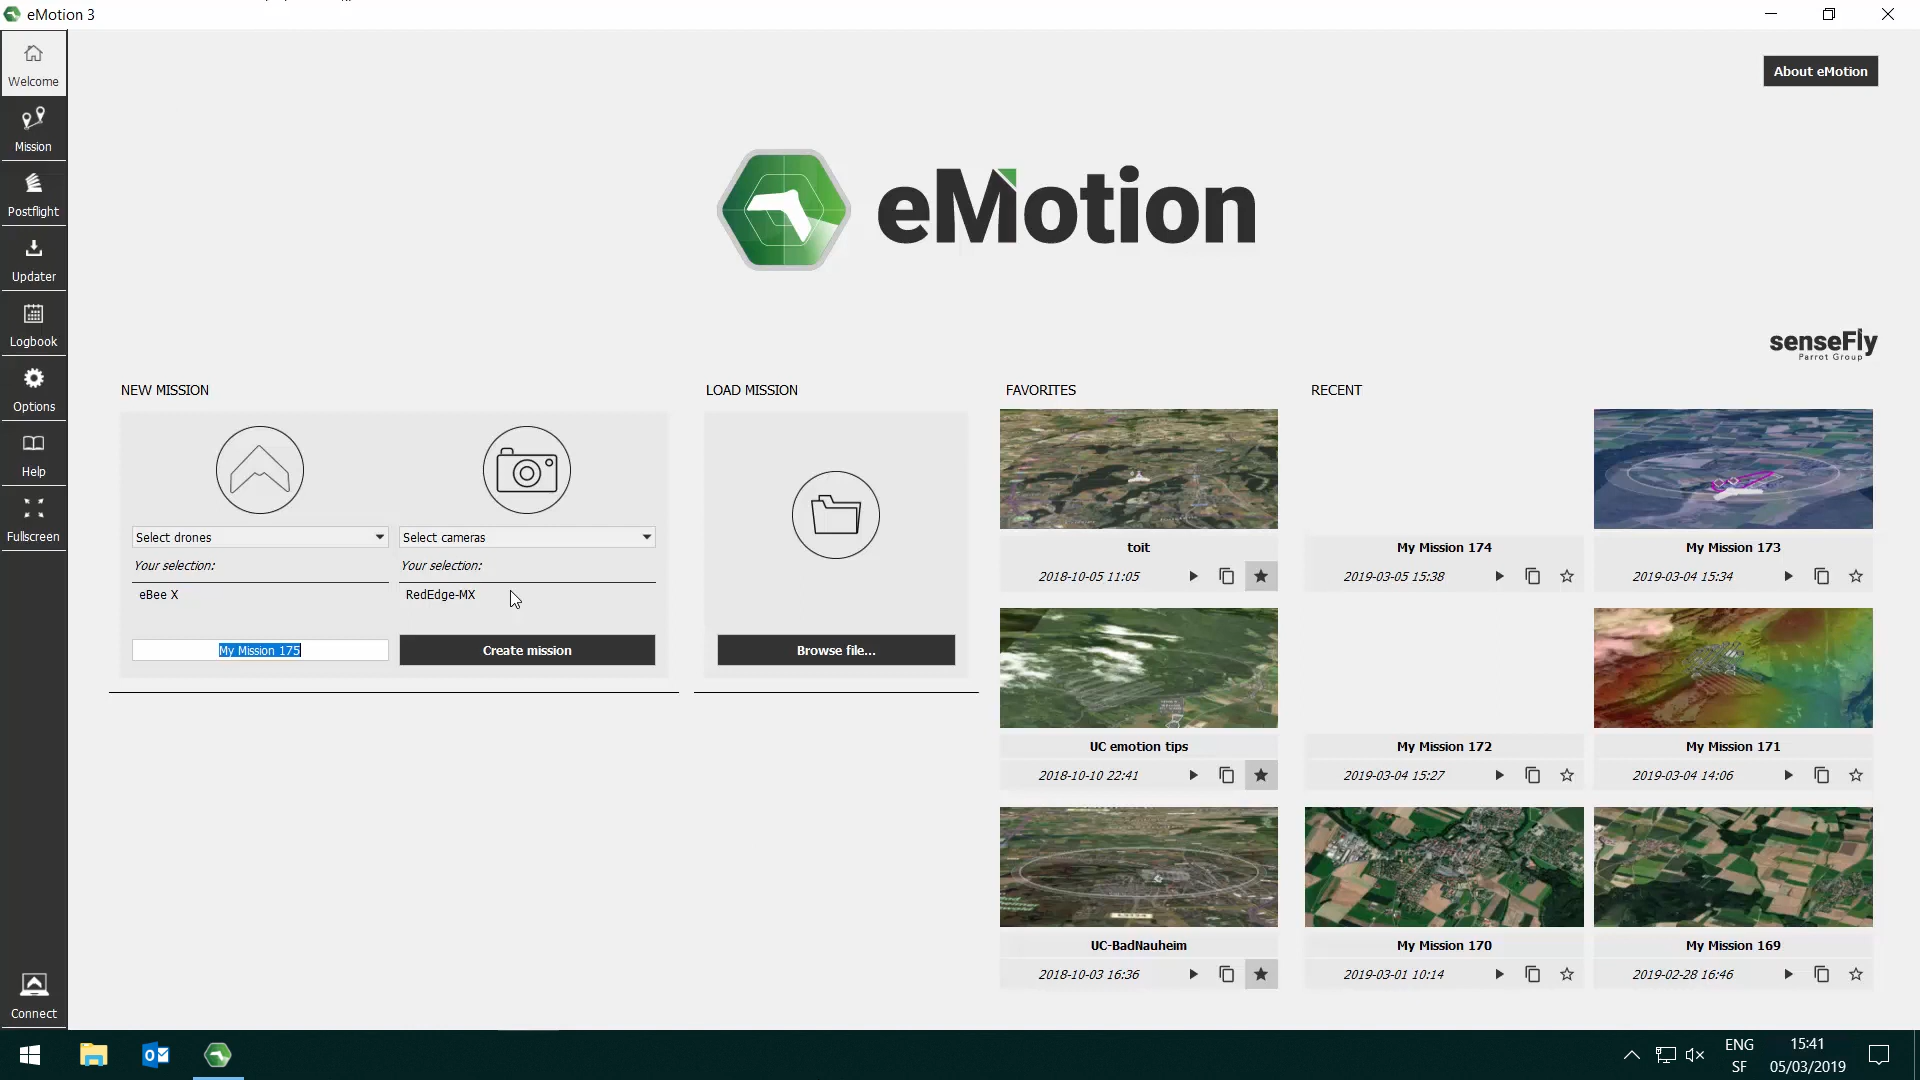 eMotion 3
Welcome
Mission
Postflight
Updater
Logbook
Options
Help
Fullscreen
Connect
About eMotion
eMotion
senseFly
Parrot Group
NEW MISSION
Select drones
Select cameras
Your selection:
Your selection:
eBee X
RedEdge-MX
My Mission 175
Create mission
LOAD MISSION
Browse file...
FAVORITES
toit
2018-10-05 11:05
UC emotion tips
2018-10-10 22:41
UC-BadNauheim
2018-10-03 16:36
RECENT
My Mission 174
2019-03-05 15:38
My Mission 173
2019-03-04 15:34
My Mission 172
2019-03-04 15:27
My Mission 171
2019-03-04 14:06
My Mission 170
2019-03-01 10:14
My Mission 169
2019-02-28 16:46
ENG
SF
15:41
05/03/2019